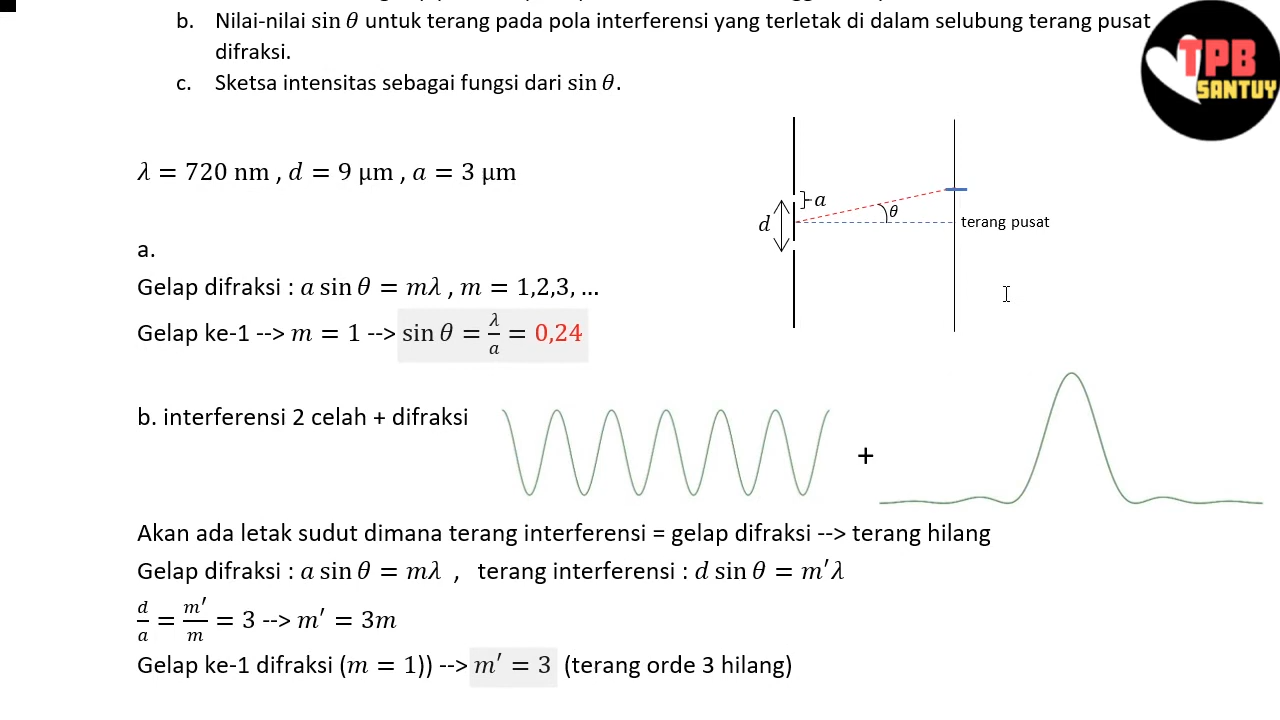 b. Nilai-nilai sin θ untuk terang pada pola interferensi yang terletak di dalam selubung terang pusat
difraksi.
c. Sketsa intensitas sebagai fungsi dari sin θ.
TPB
SANTUY
λ = 720 nm , d = 9 μm , a = 3 μm
a
θ
d
terang pusat
a.
Gelap difraksi : a sin θ = mλ , m = 1,2,3, ...
Gelap ke-1 --> m = 1 --> sin θ = λ/a = 0,24
b. interferensi 2 celah + difraksi
+
Akan ada letak sudut dimana terang interferensi = gelap difraksi --> terang hilang
Gelap difraksi : a sin θ = mλ , terang interferensi : d sin θ = m′λ
d/a = m′/m = 3 --> m′ = 3m
Gelap ke-1 difraksi (m = 1)) --> m′ = 3 (terang orde 3 hilang)